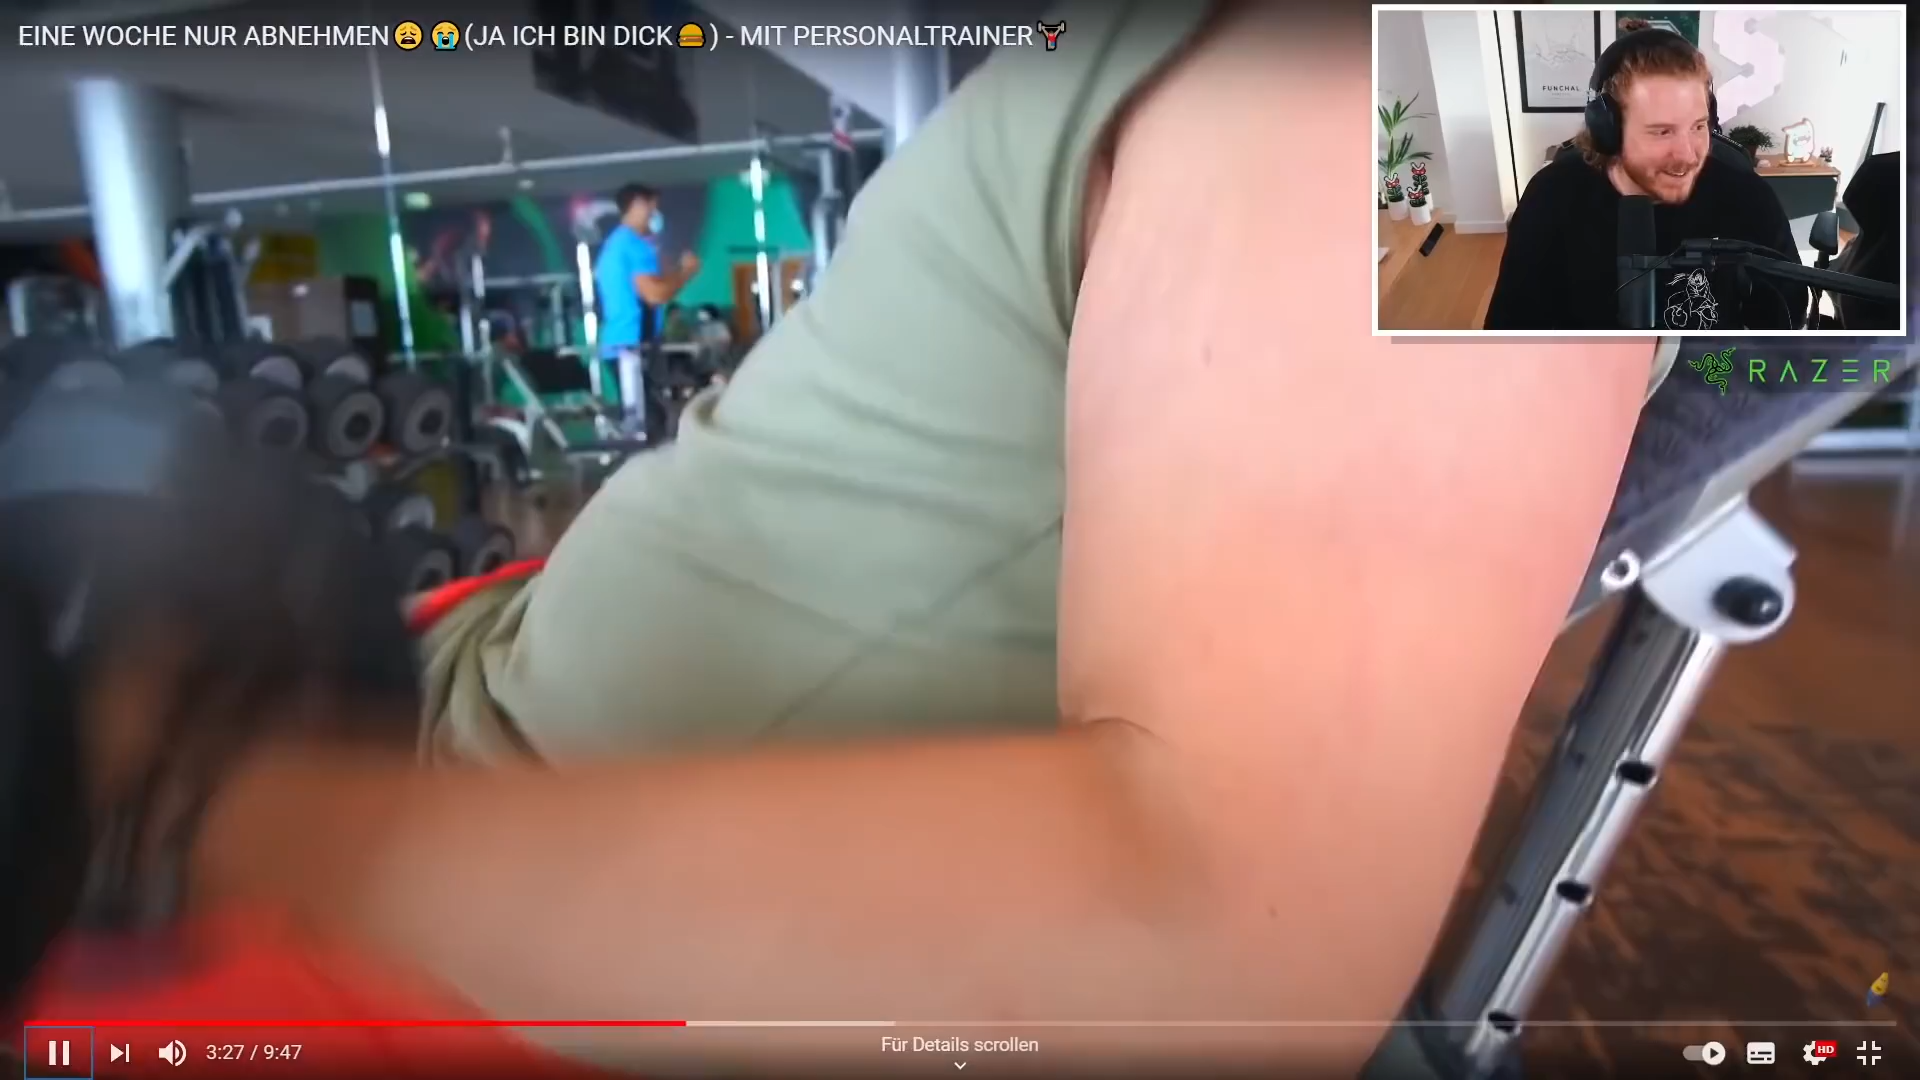 EINE WOCHE NUR ABNEHMEN😩😭(JA ICH BIN DICK🍔) - MIT PERSONALTRAINER🏋
FUNCHAL
RAZER
Für Details scrollen
3:27 / 9:47
HD